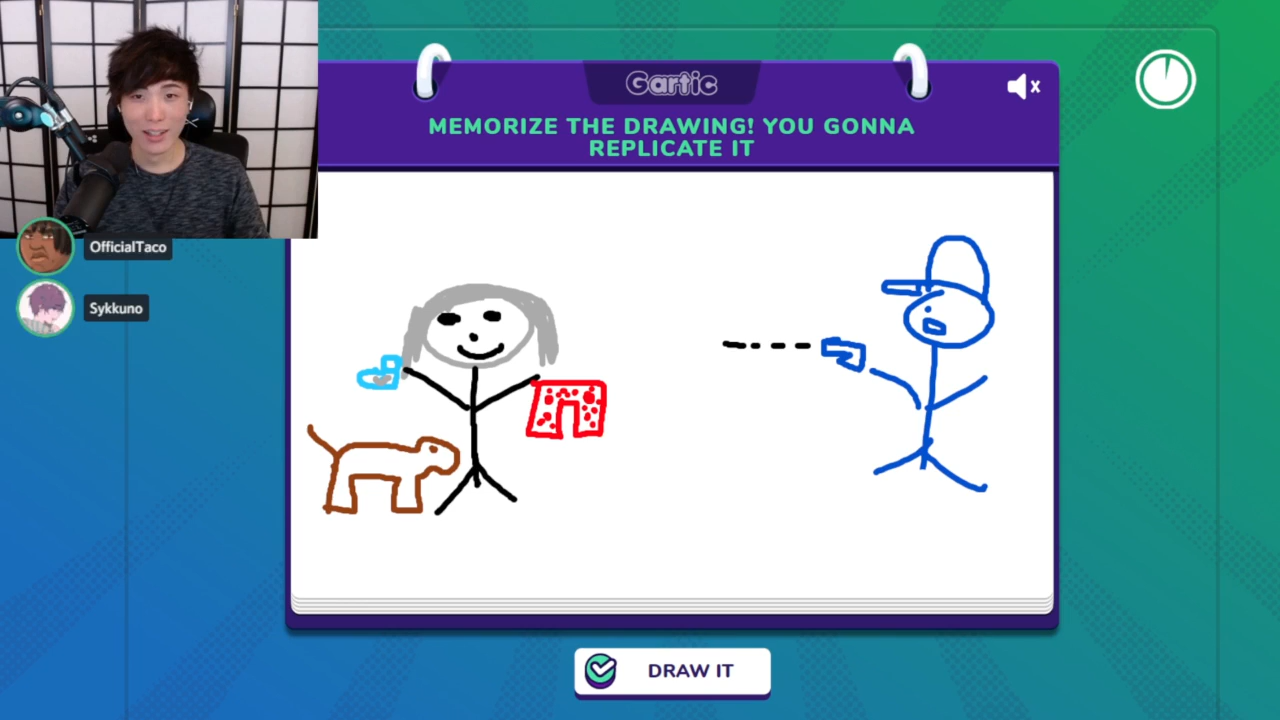 Gartic
MEMORIZE THE DRAWING! YOU GONNA
REPLICATE IT
OfficialTaco
Sykkuno
DRAW IT